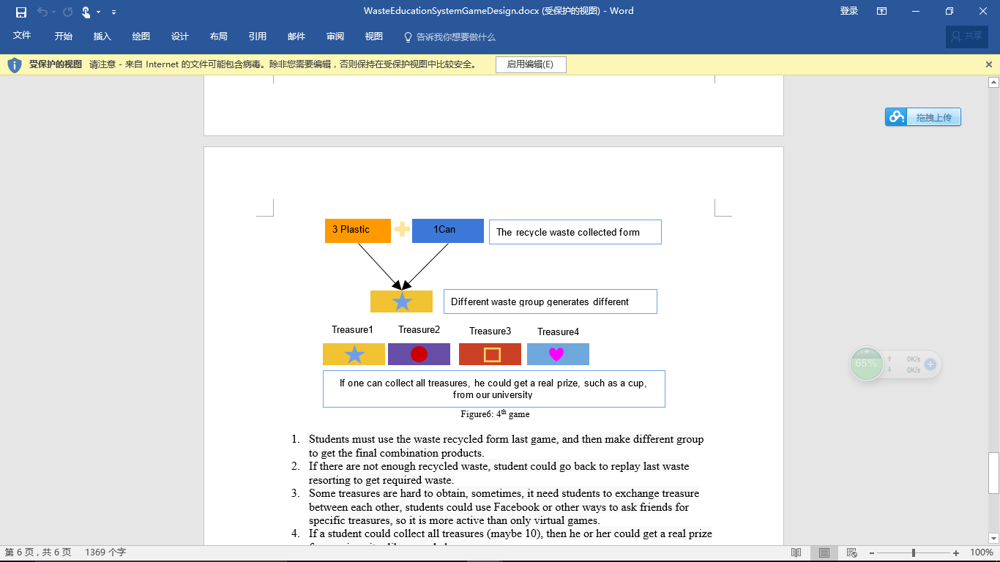 WasteEducationSystemGameDesign.docx (受保护的视图) - Word
登录
文件 开始 插入 绘图 设计 布局 引用 邮件 审阅 视图 告诉我你想要做什么 共享
受保护的视图 请注意 - 来自 Internet 的文件可能包含病毒。除非您需要编辑，否则保持在受保护视图中比较安全。 启用编辑(E)
拖拽上传
3 Plastic 1Can The recycle waste collected form
Different waste group generates different
Treasure1 Treasure2 Treasure3 Treasure4
If one can collect all treasures, he could get a real prize, such as a cup,
from our university
Figure6: 4th game
1. Students must use the waste recycled form last game, and then make different group
to get the final combination products.
2. If there are not enough recycled waste, student could go back to replay last waste
resorting to get required waste.
3. Some treasures are hard to obtain, sometimes, it need students to exchange treasure
between each other, students could use Facebook or other ways to ask friends for
specific treasures, so it is more active than only virtual games.
4. If a student could collect all treasures (maybe 10), then he or her could get a real prize
65%
0K/s
0K/s
第 6 页，共 6 页 1369 个字 100%